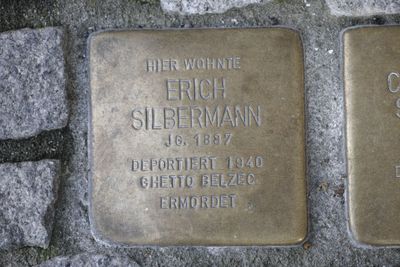 HIER WOHNTE
ERICH
SILBERMANN
JG. 1887
DEPORTIERT 1940
GHETTO BELZEC
ERMORDET